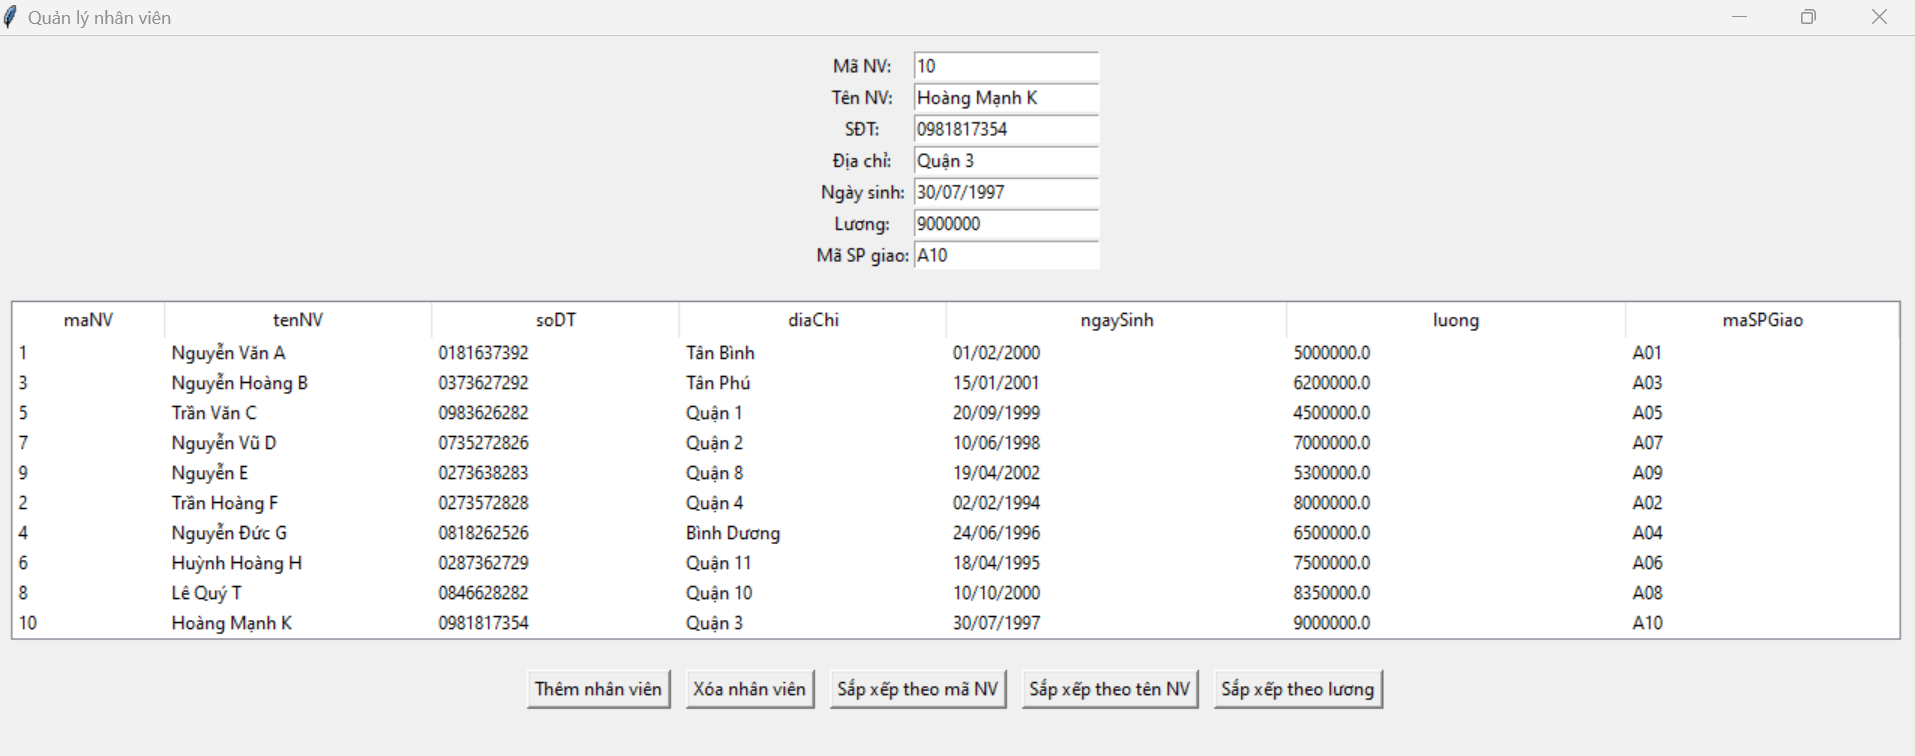 Quản lý nhân viên
Mã NV: 10
Tên NV: Hoàng Mạnh K
SĐT: 0981817354
Địa chỉ: Quận 3
Ngày sinh: 30/07/1997
Lương: 9000000
Mã SP giao: A10
maNV tenNV soDT diaChi ngaySinh luong maSPGiao
1 Nguyễn Văn A 0181637392 Tân Bình 01/02/2000 5000000.0 A01
3 Nguyễn Hoàng B 0373627292 Tân Phú 15/01/2001 6200000.0 A03
5 Trần Văn C 0983626282 Quận 1 20/09/1999 4500000.0 A05
7 Nguyễn Vũ D 0735272826 Quận 2 10/06/1998 7000000.0 A07
9 Nguyễn E 0273638283 Quận 8 19/04/2002 5300000.0 A09
2 Trần Hoàng F 0273572828 Quận 4 02/02/1994 8000000.0 A02
4 Nguyễn Đức G 0818262526 Bình Dương 24/06/1996 6500000.0 A04
6 Huỳnh Hoàng H 0287362729 Quận 11 18/04/1995 7500000.0 A06
8 Lê Quý T 0846628282 Quận 10 10/10/2000 8350000.0 A08
10 Hoàng Mạnh K 0981817354 Quận 3 30/07/1997 9000000.0 A10
Thêm nhân viên Xóa nhân viên Sắp xếp theo mã NV Sắp xếp theo tên NV Sắp xếp theo lương